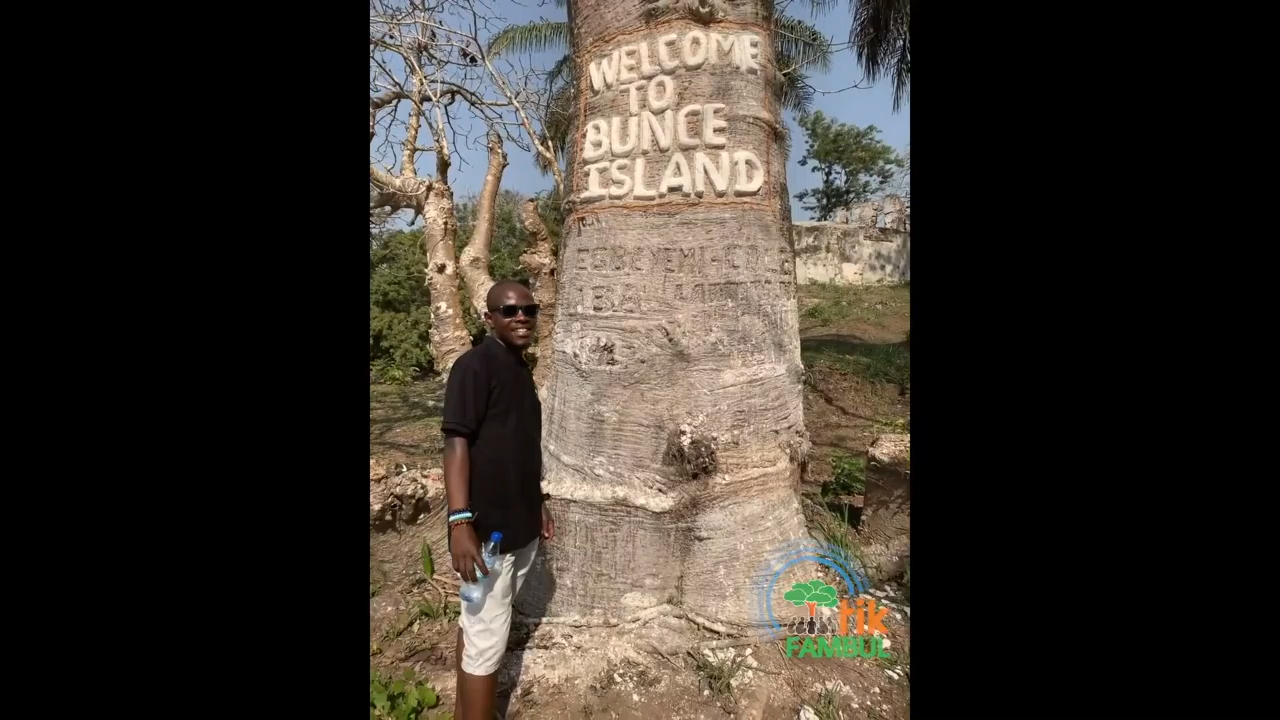 WELCOME
TO
BUNCE
ISLAND
tik
FAMBUL